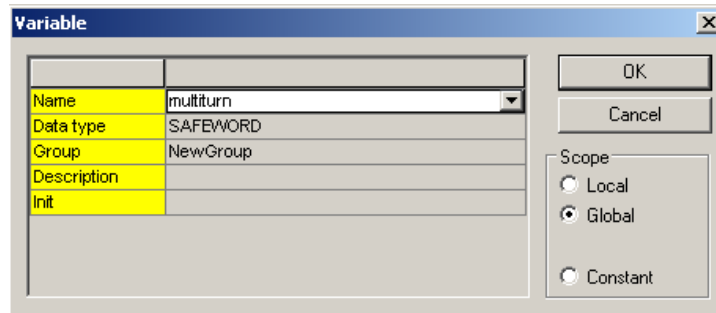 Variable
Name multiturn
Data type SAFEWORD
Group NewGroup
Description
Init
OK
Cancel
Scope
Local
Global
Constant